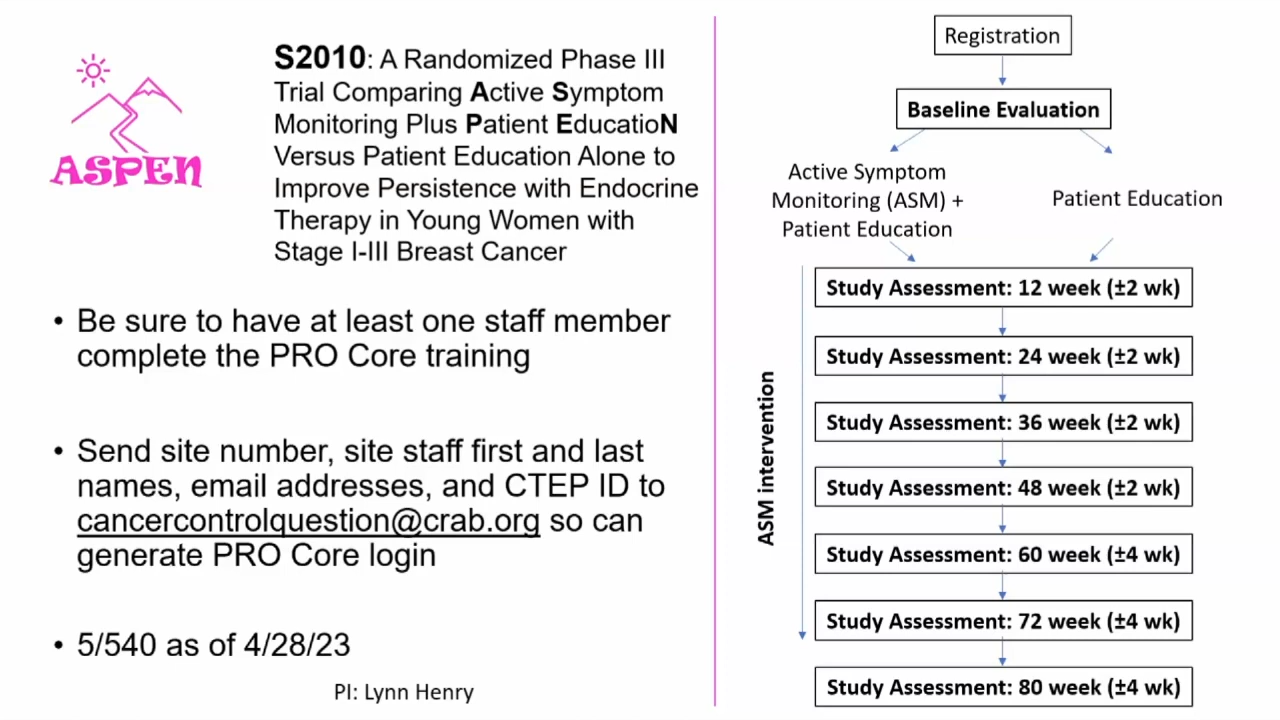 ASPEN
S2010: A Randomized Phase III
Trial Comparing Active Symptom
Monitoring Plus Patient EducatioN
Versus Patient Education Alone to
Improve Persistence with Endocrine
Therapy in Young Women with
Stage I-III Breast Cancer
• Be sure to have at least one staff member
complete the PRO Core training
• Send site number, site staff first and last
names, email addresses, and CTEP ID to
cancercontrolquestion@crab.org so can
generate PRO Core login
• 5/540 as of 4/28/23
PI: Lynn Henry
Registration
Baseline Evaluation
Active Symptom
Monitoring (ASM) +
Patient Education
Patient Education
ASM intervention
Study Assessment: 12 week (±2 wk)
Study Assessment: 24 week (±2 wk)
Study Assessment: 36 week (±2 wk)
Study Assessment: 48 week (±2 wk)
Study Assessment: 60 week (±4 wk)
Study Assessment: 72 week (±4 wk)
Study Assessment: 80 week (±4 wk)